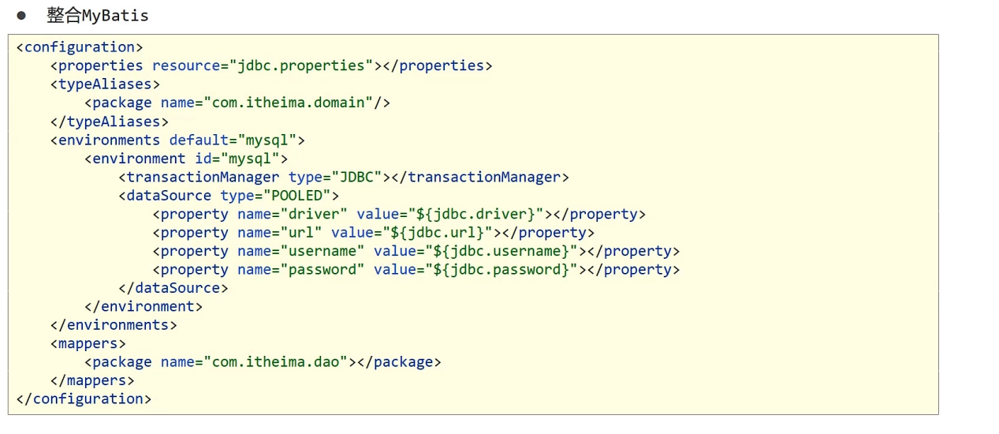 ● 整合MyBatis
<configuration>
    <properties resource="jdbc.properties"></properties>
    <typeAliases>
        <package name="com.itheima.domain"/>
    </typeAliases>
    <environments default="mysql">
        <environment id="mysql">
            <transactionManager type="JDBC"></transactionManager>
            <dataSource type="POOLED">
                <property name="driver" value="${jdbc.driver}"></property>
                <property name="url" value="${jdbc.url}"></property>
                <property name="username" value="${jdbc.username}"></property>
                <property name="password" value="${jdbc.password}"></property>
            </dataSource>
        </environment>
    </environments>
    <mappers>
        <package name="com.itheima.dao"></package>
    </mappers>
</configuration>